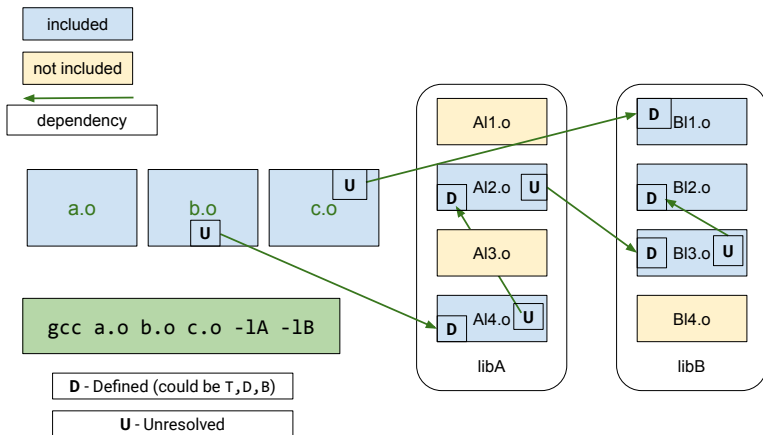 included
not included
dependency
a.o
b.o
U
c.o
U
gcc a.o b.o c.o -lA -lB
D - Defined (could be T,D,B)
U - Unresolved
Al1.o
Al2.o
D
U
Al3.o
Al4.o
D
U
libA
D
Bl1.o
Bl2.o
D
D
Bl3.o
U
Bl4.o
libB